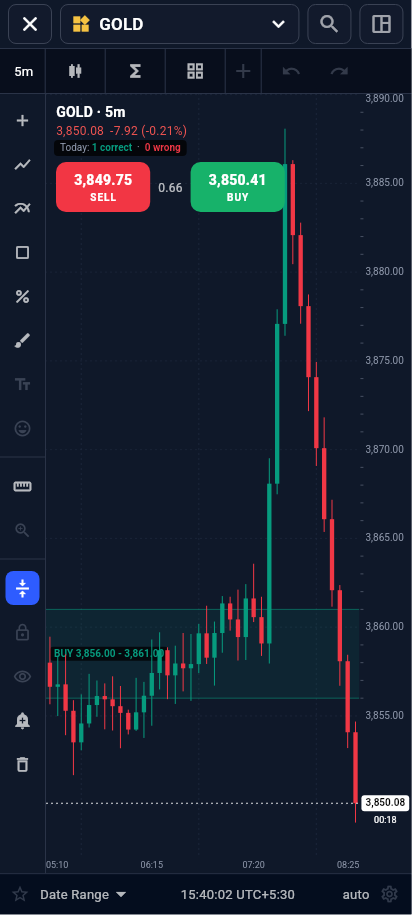 GOLD
5m
Σ
GOLD · 5m
3,850.08 -7.92 (-0.21%)
Today: 1 correct · 0 wrong
3,849.75
SELL
0.66
3,850.41
BUY
3,890.00
3,885.00
3,880.00
3,875.00
3,870.00
3,865.00
3,860.00
3,855.00
BUY 3,856.00 - 3,861.00
3,850.08
00:18
05:10 06:15 07:20 08:25
Date Range 15:40:02 UTC+5:30 auto